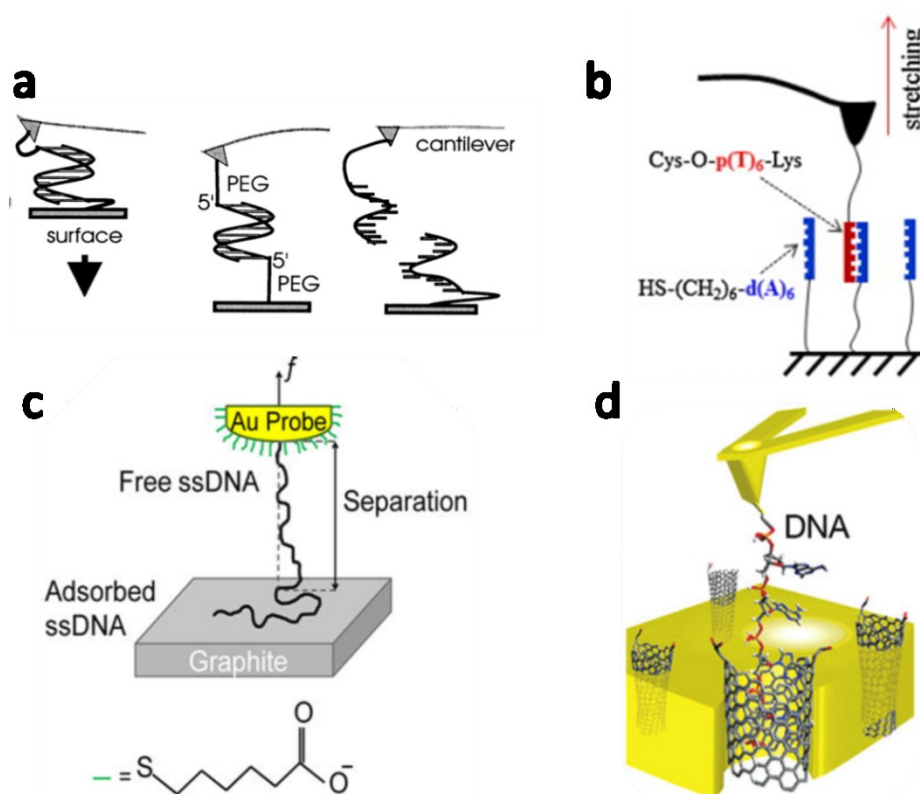 a
cantilever
PEG
5'
surface
5'
PEG
b
stretching
Cys-O-p(T)₆-Lys
HS-(CH₂)₆-d(A)₆
c
f
Au Probe
Free ssDNA
Separation
Adsorbed
ssDNA
Graphite
O
= S
O⁻
d
DNA